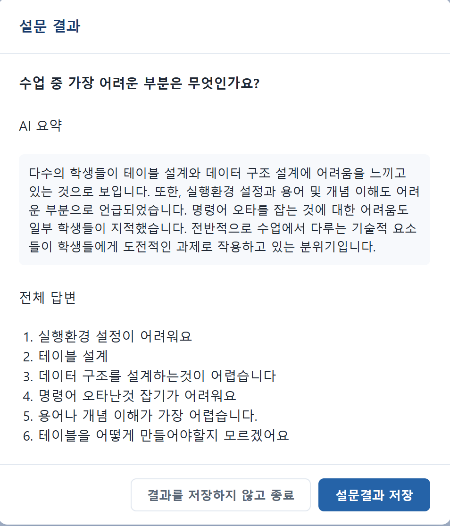 설문 결과
수업 중 가장 어려운 부분은 무엇인가요?
AI 요약
다수의 학생들이 테이블 설계와 데이터 구조 설계에 어려움을 느끼고
있는 것으로 보입니다. 또한, 실행환경 설정과 용어 및 개념 이해도 어려
운 부분으로 언급되었습니다. 명령어 오타를 잡는 것에 대한 어려움도
일부 학생들이 지적했습니다. 전반적으로 수업에서 다루는 기술적 요소
들이 학생들에게 도전적인 과제로 작용하고 있는 분위기입니다.
전체 답변
1. 실행환경 설정이 어려워요
2. 테이블 설계
3. 데이터 구조를 설계하는것이 어렵습니다
4. 명령어 오타난것 잡기가 어려워요
5. 용어나 개념 이해가 가장 어렵습니다.
6. 테이블을 어떻게 만들어야할지 모르겠어요
결과를 저장하지 않고 종료
설문결과 저장